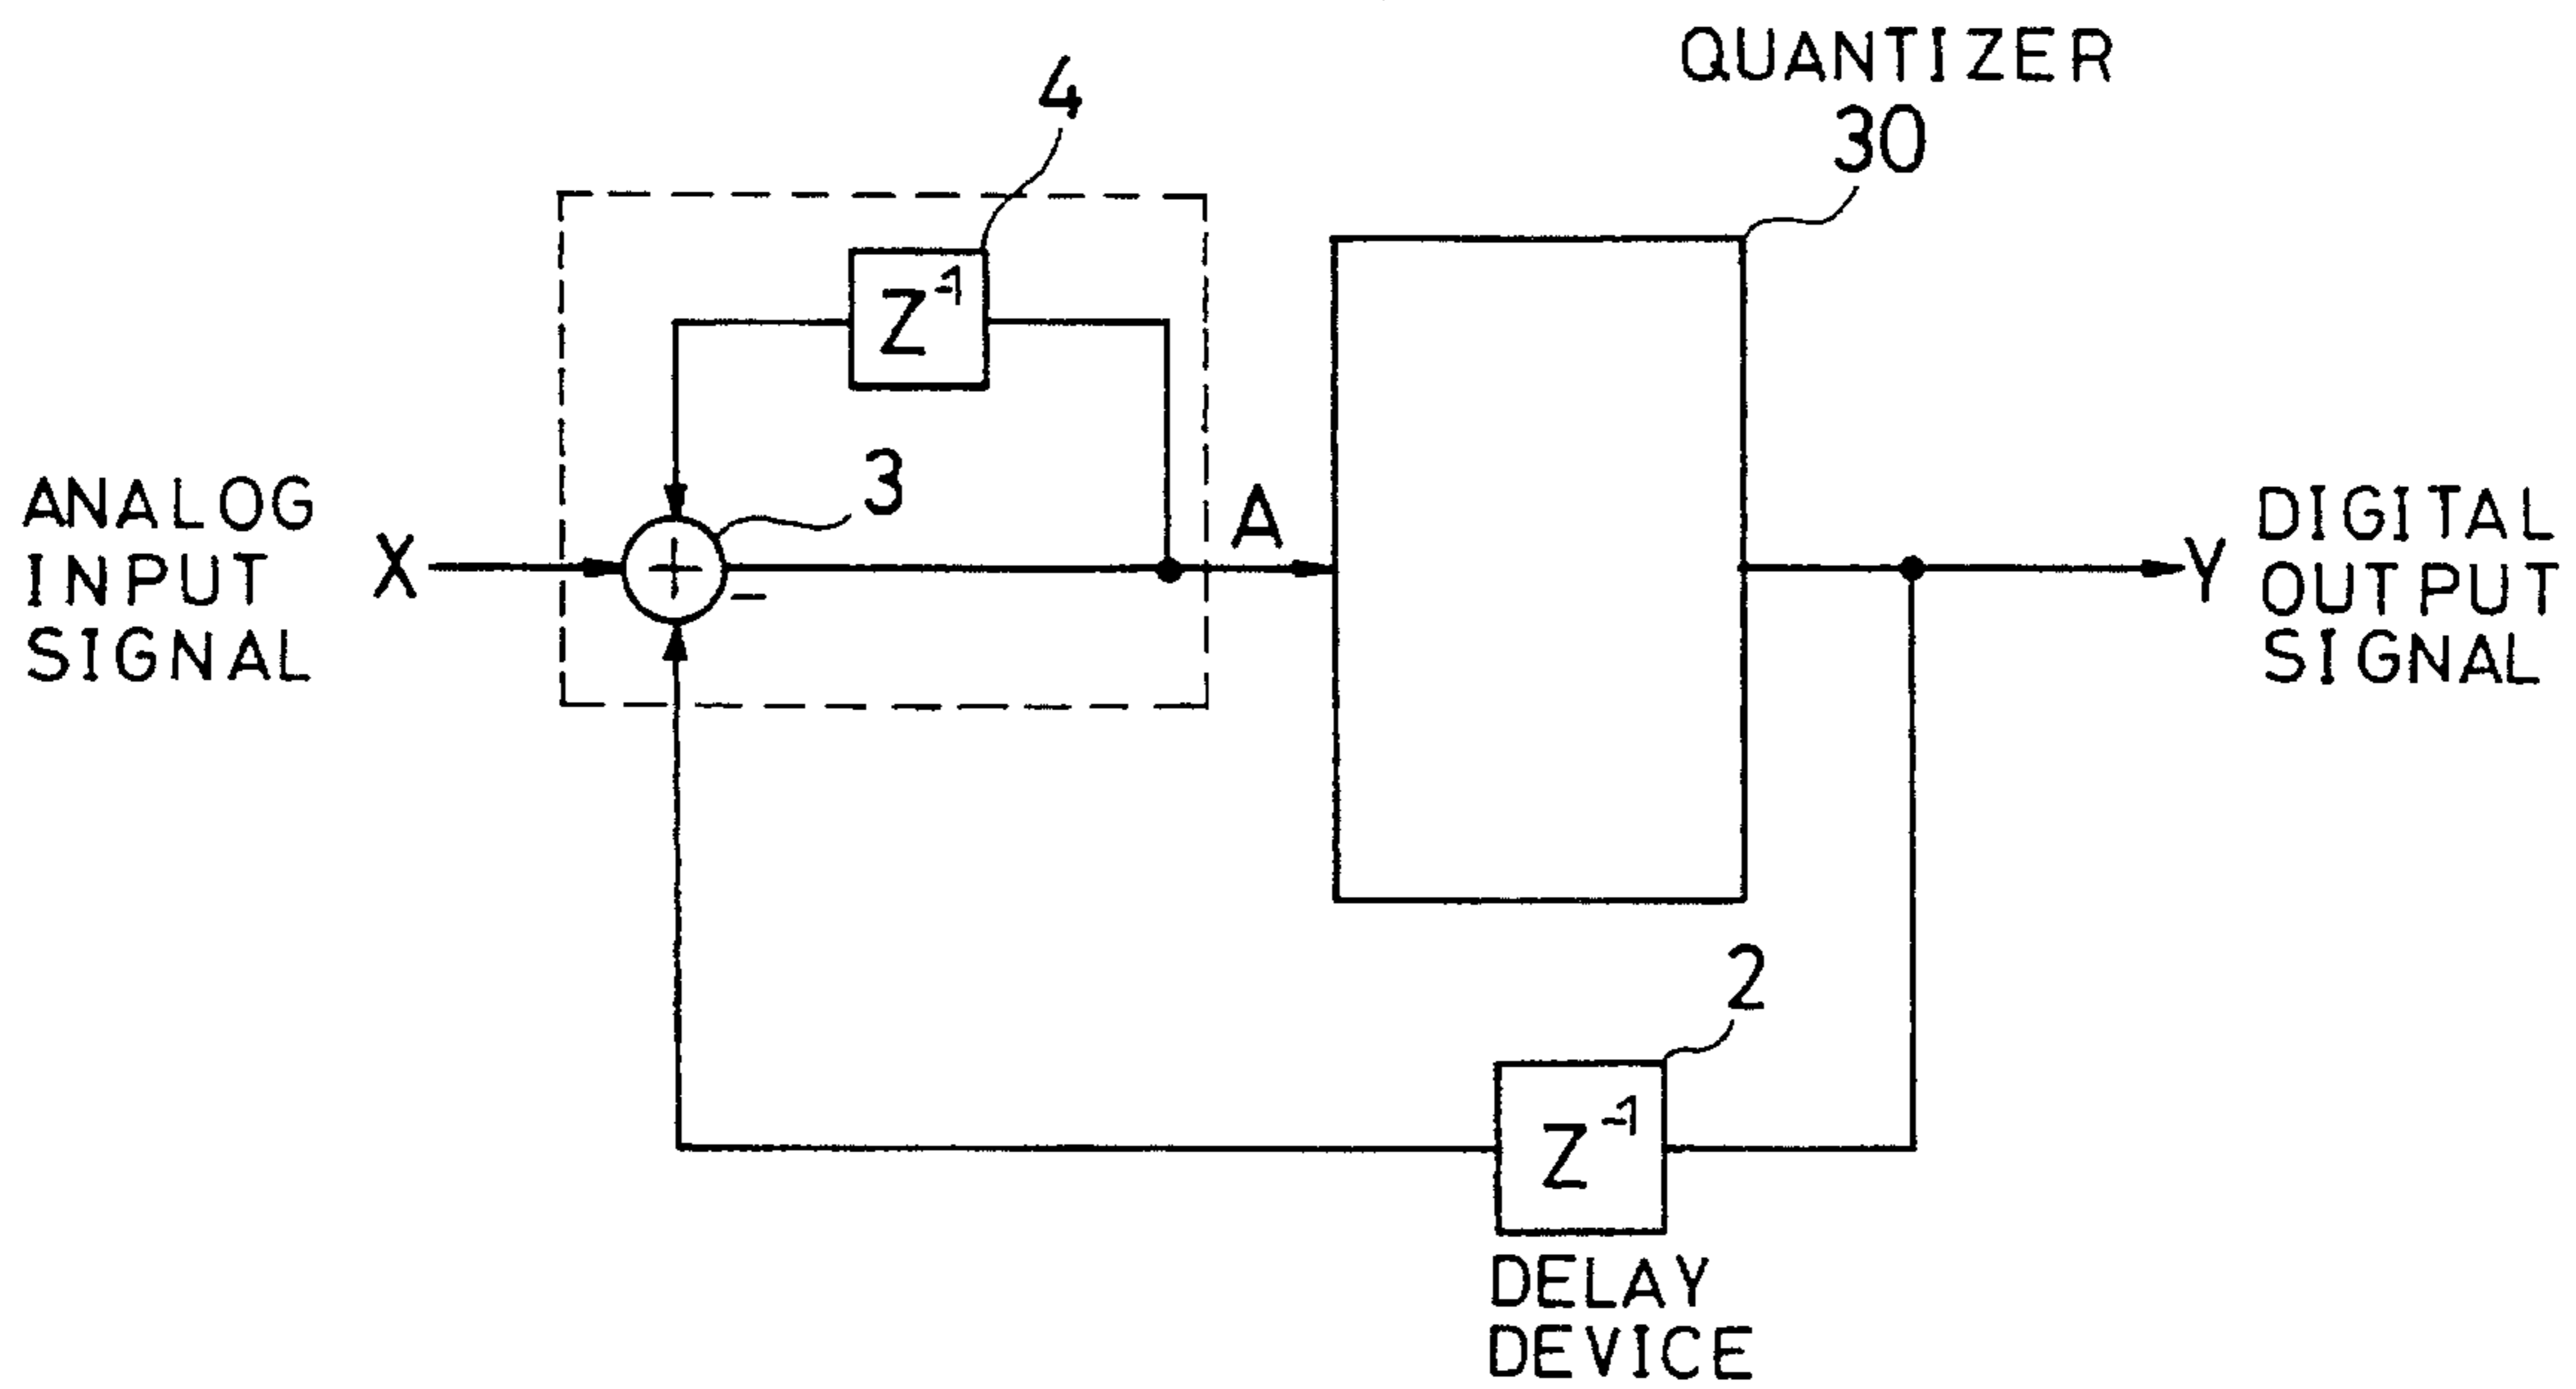 QUANTIZER
30
4
Z⁻¹
3
ANALOG
INPUT
SIGNAL
X
+
−
A
Y
DIGITAL
OUTPUT
SIGNAL
2
Z⁻¹
DELAY
DEVICE